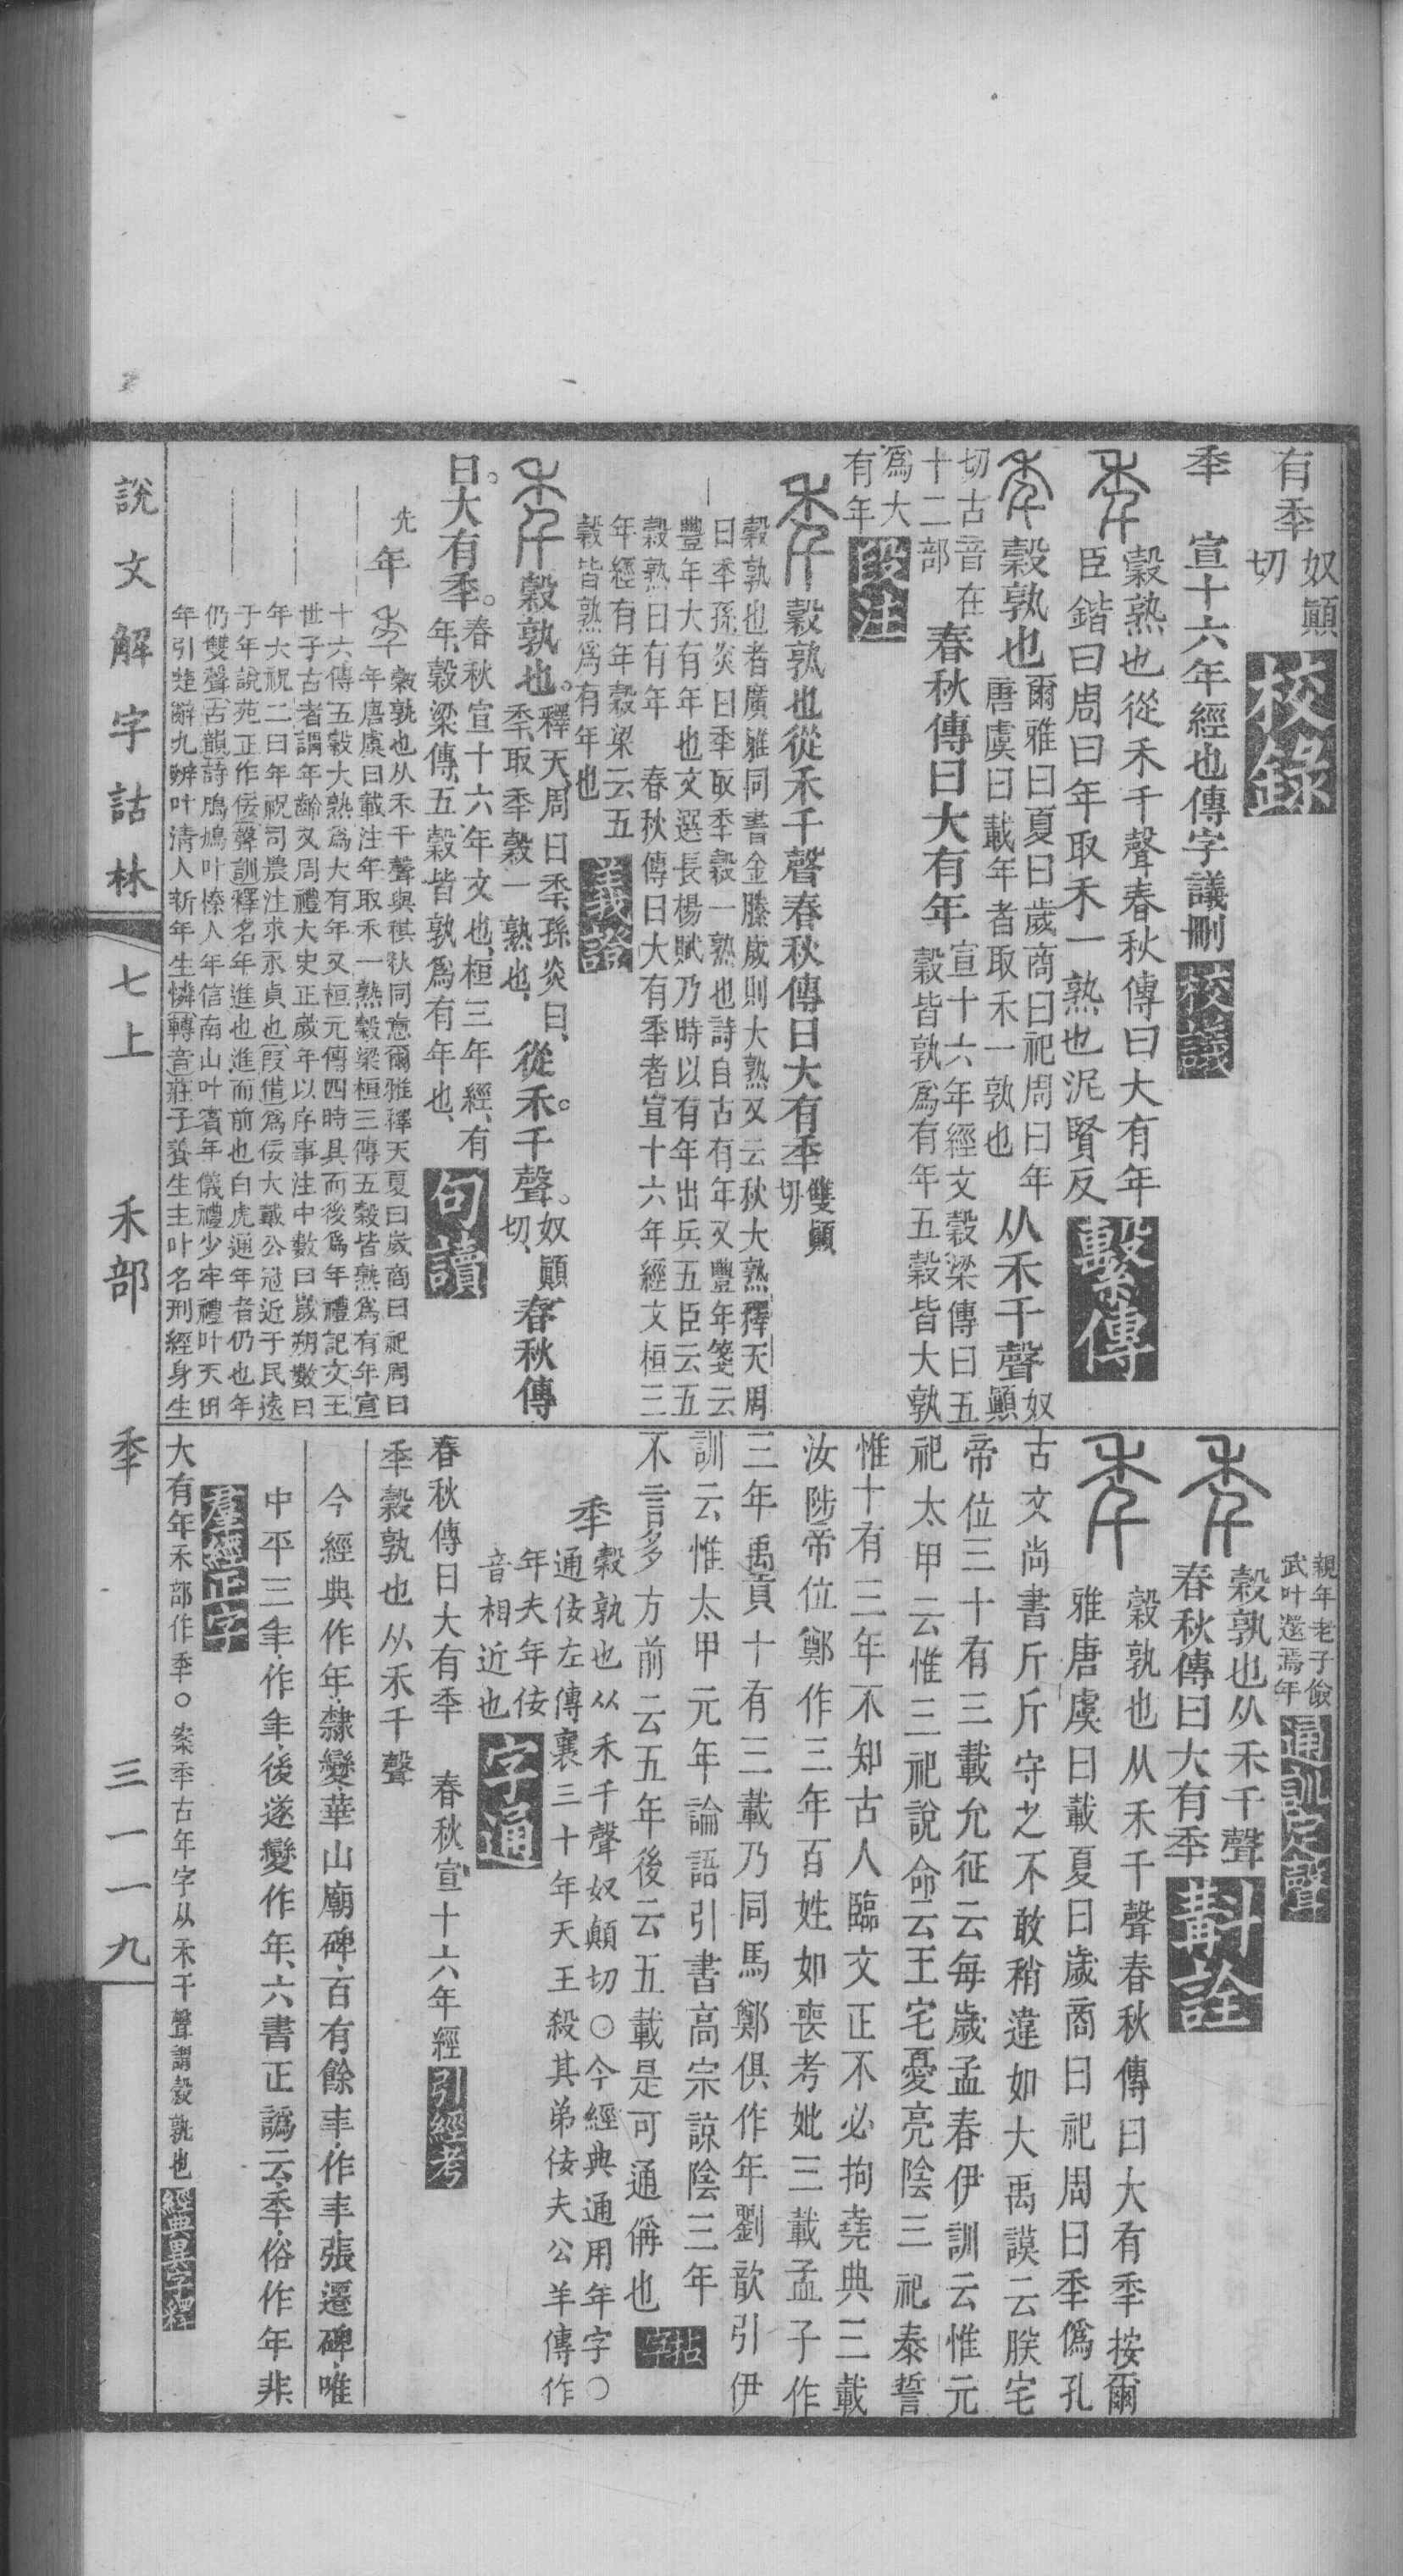 有秊
奴顚切
校錄
秊 宣十六年經也傳字議刪
校議
穀熟也從禾千聲春秋傳曰大有年
臣鍇曰周曰年取禾一熟也泥賢反
繫傳
穀孰也
爾雅曰夏曰歲商曰祀周曰年
唐虞曰載年者取禾一孰也
从禾千聲
奴顚
切古音在
十二部
春秋傳曰大有年
宣十六年經文穀梁傳曰五
穀皆孰爲有年五穀皆大孰
爲大
有年
段注
穀孰也從禾千聲春秋傳曰大有秊
雙顚切
穀孰也者廣雅同書金縢歲則大熟又云秋大熟釋天周
曰秊孫炎曰秊取秊穀一熟也詩自古有年又豐年箋云
豐年大有年也文選長楊賦乃時以有年出兵五臣云五
穀熟曰有年 春秋傳曰大有秊者宣十六年經文桓三
年經有年穀梁云五
穀皆熟爲有年也
義證
穀孰也。
釋天周曰秊孫炎曰、
秊、取秊穀一熟也、
從禾。千聲。
奴顚
切、
春秋傳
曰。大有秊。
春秋宣十六年文也、桓三年經、有
年、穀梁傳、五穀皆孰爲有年也、
句讀
先
年
穀孰也从禾千聲與稘秋同意爾雅釋天夏曰歲商曰祀周曰
年唐虞曰載注年取禾一熟穀梁桓三傳五穀皆熟爲有年宣
十六傳五穀大熟爲大有年又桓元傳四時具而後爲年禮記文王
世子古者謂年齡又周禮大史正歲年以序事注中數曰歲朔數曰
年大祝二曰年祝司農注求永貞也叚借爲佞大戴公冠近于民遠
于年說苑正作佞聲訓釋名年進也進而前也白虎通年者仍也年
仍雙聲古韻詩鳲鳩叶榛人年信南山叶賓年儀禮少牢禮叶天田
年引楚辭九辨叶清人新年生憐轉音莊子養生主叶名刑經身生
親年老子儉
武叶還焉年
通訓定聲
穀孰也从禾千聲
春秋傳曰大有秊
斠詮
穀孰也从禾千聲春秋傳曰大有秊按爾
雅唐虞曰載夏曰歲商曰祀周曰秊僞孔
古文尚書斤斤守之不敢稍違如大禹謨云朕宅
帝位三十有三載允征云每歲孟春伊訓云惟元
祀太甲云惟三祀說命云王宅憂亮陰三祀泰誓
惟十有三年不知古人臨文正不必拘堯典三載
汝陟帝位鄭作三年百姓如喪考妣三載孟子作
三年禹貢十有三載乃同馬鄭俱作年劉歆引伊
訓云惟太甲元年論語引書高宗諒陰三年
不言多方前云五年後云五載是可通偁也
拈字
秊
穀孰也从禾千聲奴顛切○今經典通用年字○
通佞左傳襄三十年天王殺其弟佞夫公羊傳作
年夫年佞
音相近也
字通
春秋傳曰大有秊 春秋宣十六年經
引經考
秊穀孰也从禾千聲
今經典作年、隸變、華山廟碑、百有餘丯、作丯、張遷碑、唯
中平三年、作年、後遂變作年、六書正譌云、秊、俗作年非
羣經正字
大有年禾部作秊○案秊古年字从禾千聲謂穀孰也
經典異字釋
說文解字詁林
七上
禾部
秊
三一一九